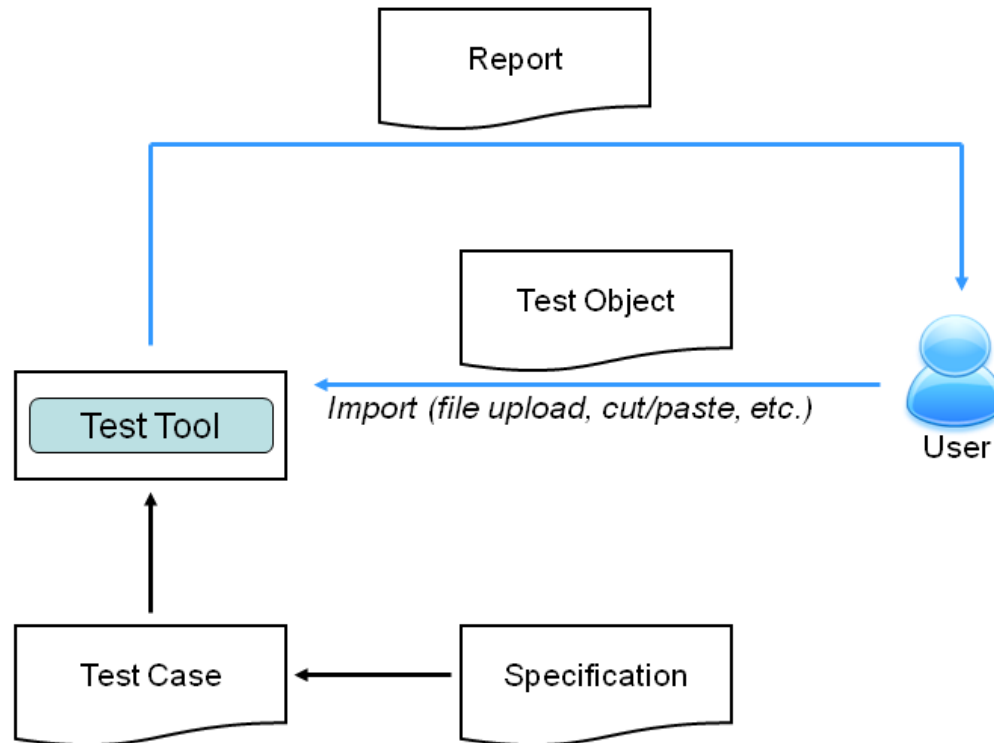 Report
Test Object
Import (file upload, cut/paste, etc.)
Test Tool
User
Test Case
Specification